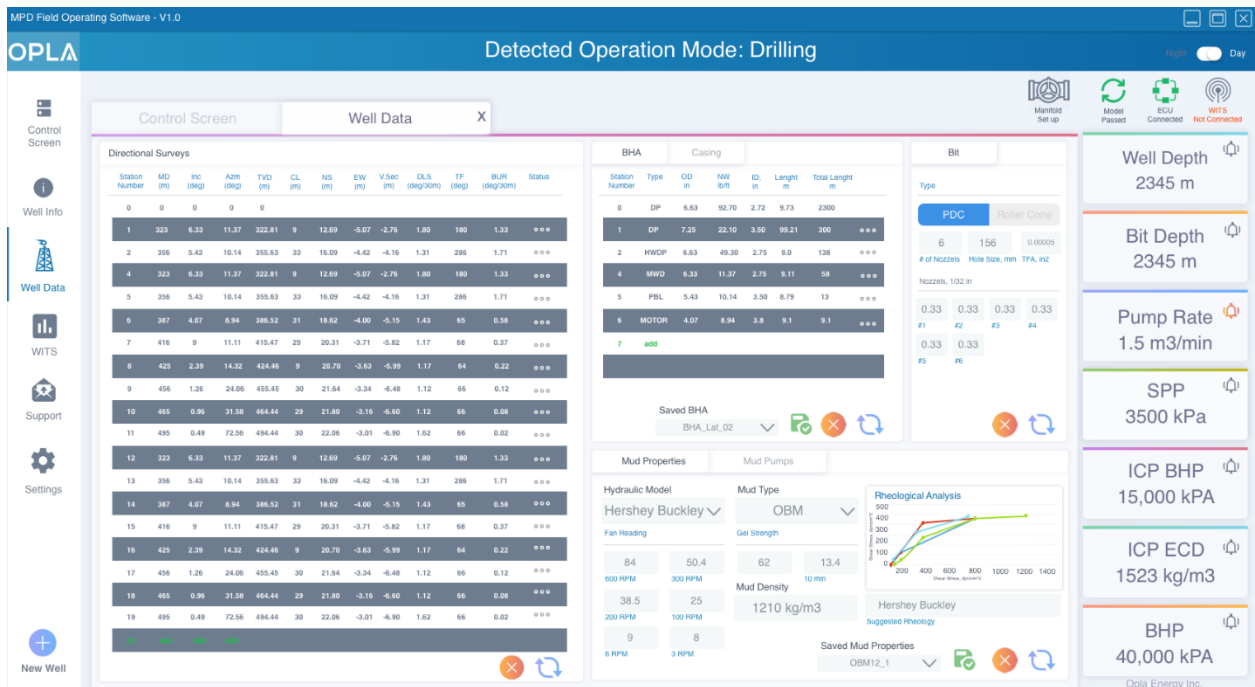 MPD Field Operating Software - V1.0
OPLA
Detected Operation Mode: Drilling
Night Day
Control Screen
Well Info
Well Data
WITS
Support
Settings
New Well
Control Screen
Well Data X
Manifold Set up
Model Passed
ECU Connected
WITS Not Connected
Directional Surveys
Station Number MD (m) Inc (deg) Azm (deg) TVD (m) CL (m) NS (m) EW (m) V.Sec (m) DLS (deg/30m) TF (deg) BUR (deg/30m) Status
0 0 0 0 0
1 323 6.33 11.37 322.81 9 12.69 -5.07 -2.76 1.80 180 1.33
2 356 5.43 10.14 355.63 33 16.09 -4.42 -4.16 1.31 286 1.71
4 323 6.33 11.37 322.81 9 12.69 -5.07 -2.76 1.80 180 1.33
5 356 5.43 10.14 355.63 33 16.09 -4.42 -4.16 1.31 286 1.71
6 387 4.07 8.94 386.52 31 18.62 -4.00 -5.15 1.43 65 0.58
7 416 9 11.11 415.47 29 20.31 -3.71 -5.82 1.17 68 0.37
8 425 2.39 14.32 424.46 9 20.70 -3.63 -5.99 1.17 64 0.22
9 456 1.26 24.06 455.45 30 21.64 -3.34 -6.48 1.12 66 0.12
10 465 0.96 31.58 464.44 29 21.80 -3.16 -6.60 1.12 66 0.08
11 495 0.49 72.56 494.44 30 22.06 -3.01 -6.90 1.62 66 0.02
12 323 6.33 11.37 322.81 9 12.69 -5.07 -2.76 1.80 180 1.33
13 356 5.43 10.14 355.63 33 16.09 -4.42 -4.16 1.31 286 1.71
14 387 4.07 8.94 386.52 31 18.62 -4.00 -5.15 1.43 65 0.58
15 416 9 11.11 415.47 29 20.31 -3.71 -5.82 1.17 68 0.37
16 425 2.39 14.32 424.46 9 20.70 -3.63 -5.99 1.17 64 0.22
17 456 1.26 24.06 455.45 30 21.64 -3.34 -6.48 1.12 66 0.12
18 465 0.96 31.58 464.44 29 21.80 -3.16 -6.60 1.12 66 0.08
19 495 0.49 72.56 494.44 30 22.06 -3.01 -6.90 1.62 66 0.02
BHA Casing
Station Number Type OD in NW lb/ft ID, in Lenght m Total Lenght m
0 DP 6.63 92.70 2.72 9.73 2300
1 DP 7.25 22.10 3.50 99.21 300
2 HWDP 6.63 49.30 2.75 9.0 138
4 MWD 6.33 11.37 2.75 9.11 58
5 PBL 5.43 10.14 3.50 8.79 13
6 MOTOR 4.07 8.94 3.8 9.1 9.1
7 add
Saved BHA
BHA_Lat_02
Bit
Type
PDC Roller Cone
6 156 0.00005
# of Nozzels Hole Size, mm TFA, in2
Nozzels, 1/32 in
0.33 0.33 0.33 0.33
#1 #2 #3 #4
0.33 0.33
#5 #6
Mud Properties Mud Pumps
Hydraulic Model
Hershey Buckley
Fan Reading
84 50.4
600 RPM 300 RPM
38.5 25
200 RPM 100 RPM
9 8
6 RPM 3 RPM
Mud Type
OBM
Gel Strength
62 13.4
10 min
Mud Density
1210 kg/m3
Rheological Analysis
500
400
300
200
100
0
200 400 600 800 1000 1200 1400
Hershey Buckley
Suggested Rheology
Saved Mud Properties
OBM12_1
Well Depth
2345 m
Bit Depth
2345 m
Pump Rate
1.5 m3/min
SPP
3500 kPa
ICP BHP
15,000 kPA
ICP ECD
1523 kg/m3
BHP
40,000 kPA
Opla Energy Inc.